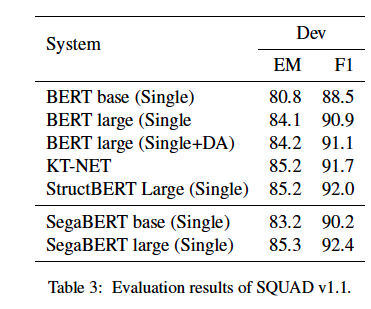 System Dev
EM F1
BERT base (Single) 80.8 88.5
BERT large (Single 84.1 90.9
BERT large (Single+DA) 84.2 91.1
KT-NET 85.2 91.7
StructBERT Large (Single) 85.2 92.0
SegaBERT base (Single) 83.2 90.2
SegaBERT large (Single) 85.3 92.4
Table 3: Evaluation results of SQUAD v1.1.